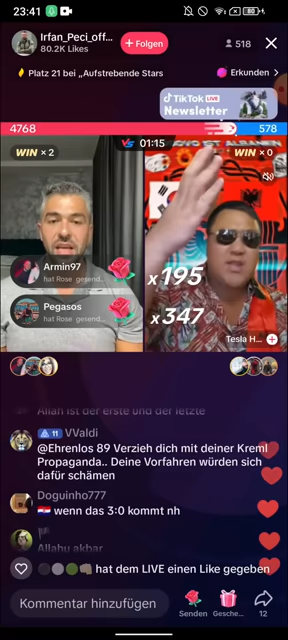 23:41
Irfan_Peci_off...
80.2K Likes
+ Folgen
518
Platz 21 bei „Aufstrebende Stars
Erkunden >
TikTok LIVE
Newsletter
4768
578
WIN × 2
VS 01:15
WIN × 0
Armin97
hat Rose gesend...
Pegasos
hat Rose gesend...
x195
x347
Tesla H...
Allah ist der erste und der letzte
11 VValdi
@Ehrenlos 89 Verzieh dich mit deiner Kreml
Propaganda.. Deine Vorfahren würden sich
dafür schämen
Doguinho777
🇭🇷 wenn das 3:0 kommt nh
Allahu akbar
hat dem LIVE einen Like gegeben
Kommentar hinzufügen
Senden
Gesche...
12